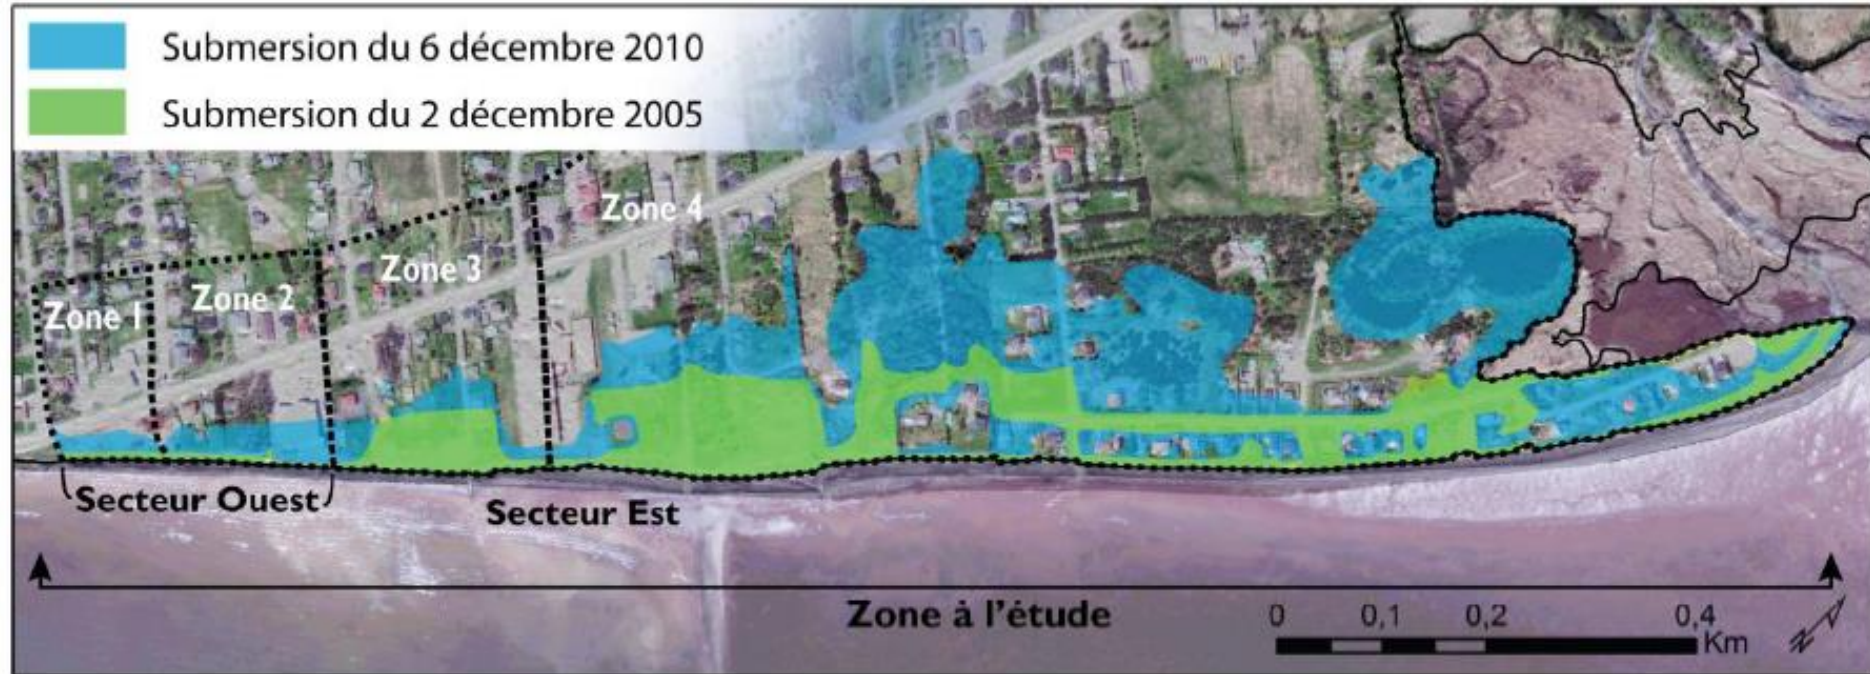 Submersion du 6 décembre 2010
Submersion du 2 décembre 2005
Zone 4
Zone 3
Zone 2
Zone 1
Secteur Ouest
Secteur Est
Zone à l'étude
0 0,1 0,2 0,4
Km
N